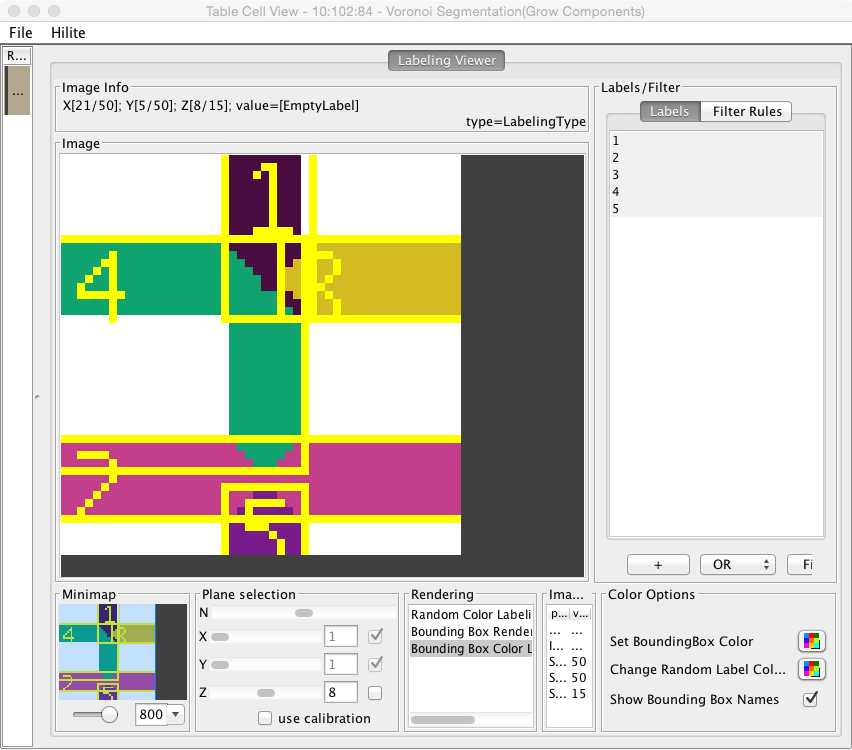 Table Cell View - 10:102:84 - Voronoi Segmentation(Grow Components)
File Hilite
R...
...
Labeling Viewer
Image Info
X[21/50]; Y[5/50]; Z[8/15]; value=[EmptyLabel]
type=LabelingType
Image
1
4
5
Labels/Filter
Labels Filter Rules
1
2
3
4
5
+ OR Fi
Minimap
800
Plane selection
N
X 1
Y 1
Z 8
use calibration
Rendering
Random Color Labeli
Bounding Box Render
Bounding Box Color L
Ima...
p... v...
... ...
I... ...
S... 50
S... 50
S... 15
Color Options
Set BoundingBox Color
Change Random Label Col...
Show Bounding Box Names